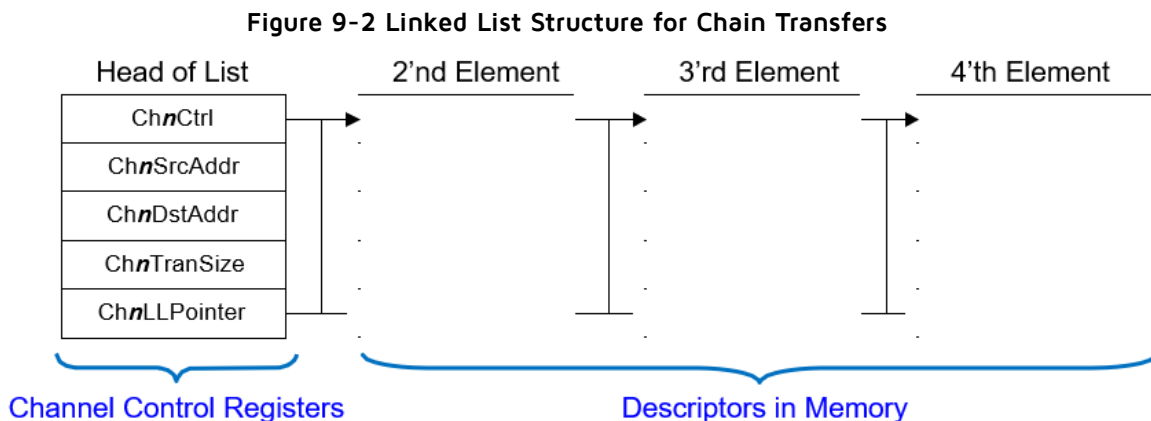 Figure 9-2 Linked List Structure for Chain Transfers
Head of List 2’nd Element 3’rd Element 4’th Element
ChnCtrl
ChnSrcAddr
ChnDstAddr
ChnTranSize
ChnLLPointer
Channel Control Registers Descriptors in Memory